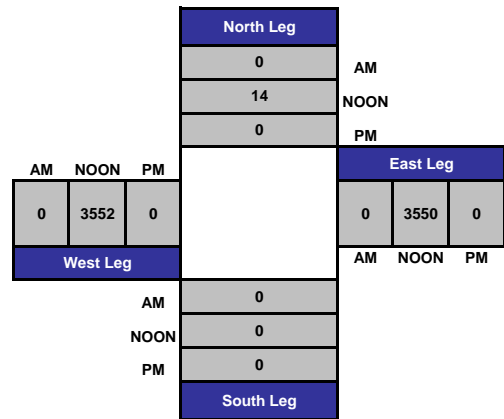 North Leg
0 AM
14 NOON
0 PM
AM NOON PM East Leg
0 3552 0 0 3550 0
West Leg AM NOON PM
AM 0
NOON 0
PM 0
South Leg